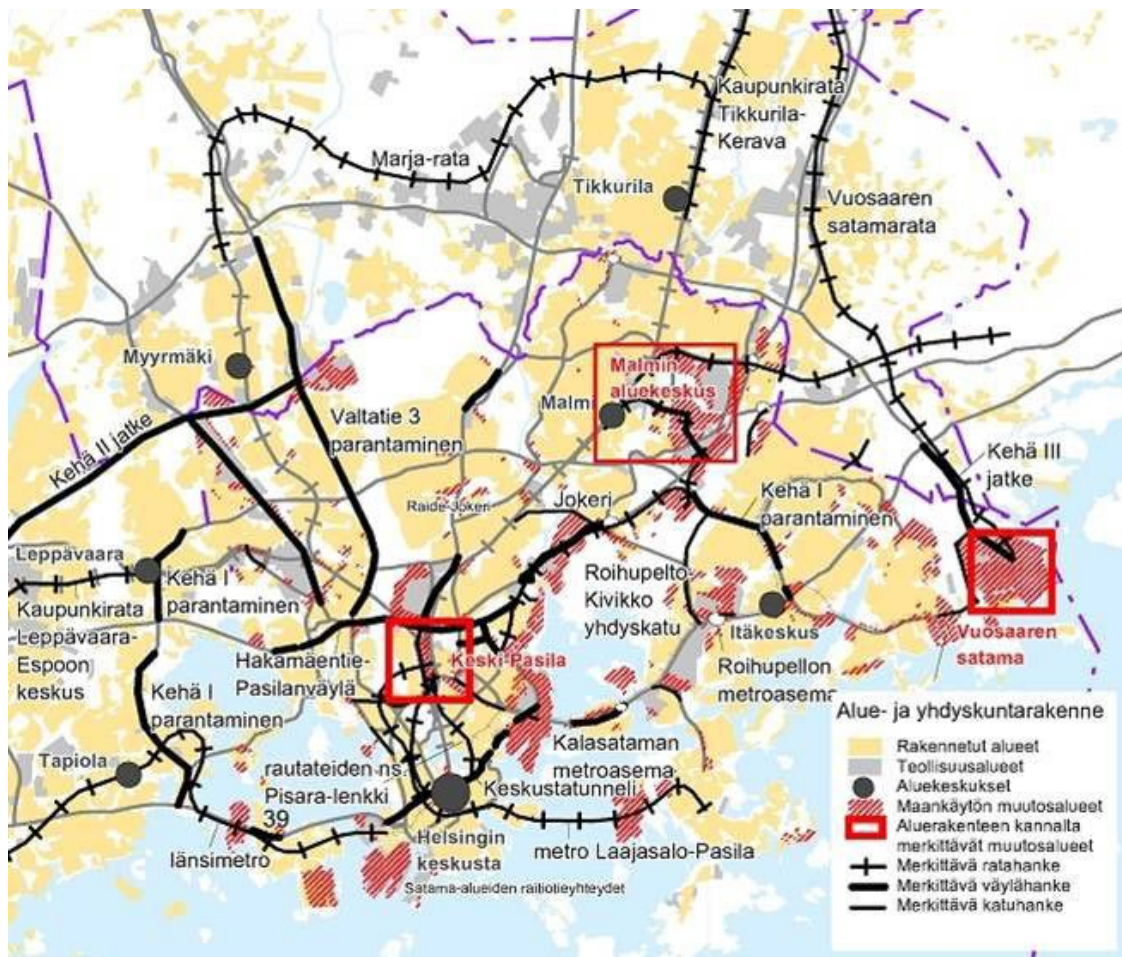 Kaupunkirata
Tikkurila-
Kerava
Marja-rata
Tikkurila
Vuosaaren
satamarata
Myyrmäki
Malmin
aluekeskus
Malmi
Valtatie 3
parantaminen
Kehä II jatke
Kehä III
jatke
Raide-Jokeri
Jokeri
Kehä I
parantaminen
Leppävaara
Kehä I
parantaminen
Kaupunkirata
Leppävaara-
Espoon
keskus
Roihupelto-
Kivikko
yhdyskatu
Itäkeskus
Vuosaaren
satama
Hakamäentie-
Pasilanväylä
Keski-Pasila
Roihupellon
metroasema
Kehä I
parantaminen
Tapiola
Kalasataman
metroasema
rautateiden ns.
Pisara-lenkki
Keskustatunneli
39
länsimetro
Helsingin
keskusta
metro Laajasalo-Pasila
Satama-alueiden raitiotieyhteydet
Alue- ja yhdyskuntarakenne
Rakennetut alueet
Teollisuusalueet
Aluekeskukset
Maankäytön muutosalueet
Aluerakenteen kannalta
merkittävät muutosalueet
Merkittävä ratahanke
Merkittävä väylähanke
Merkittävä katuhanke